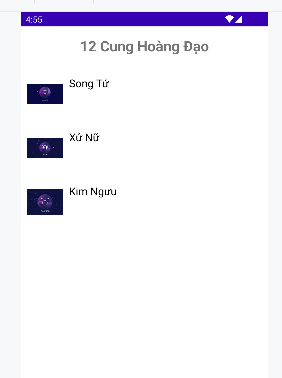 4:55
12 Cung Hoàng Đạo
Song Tử
Xử Nữ
Kim Ngưu